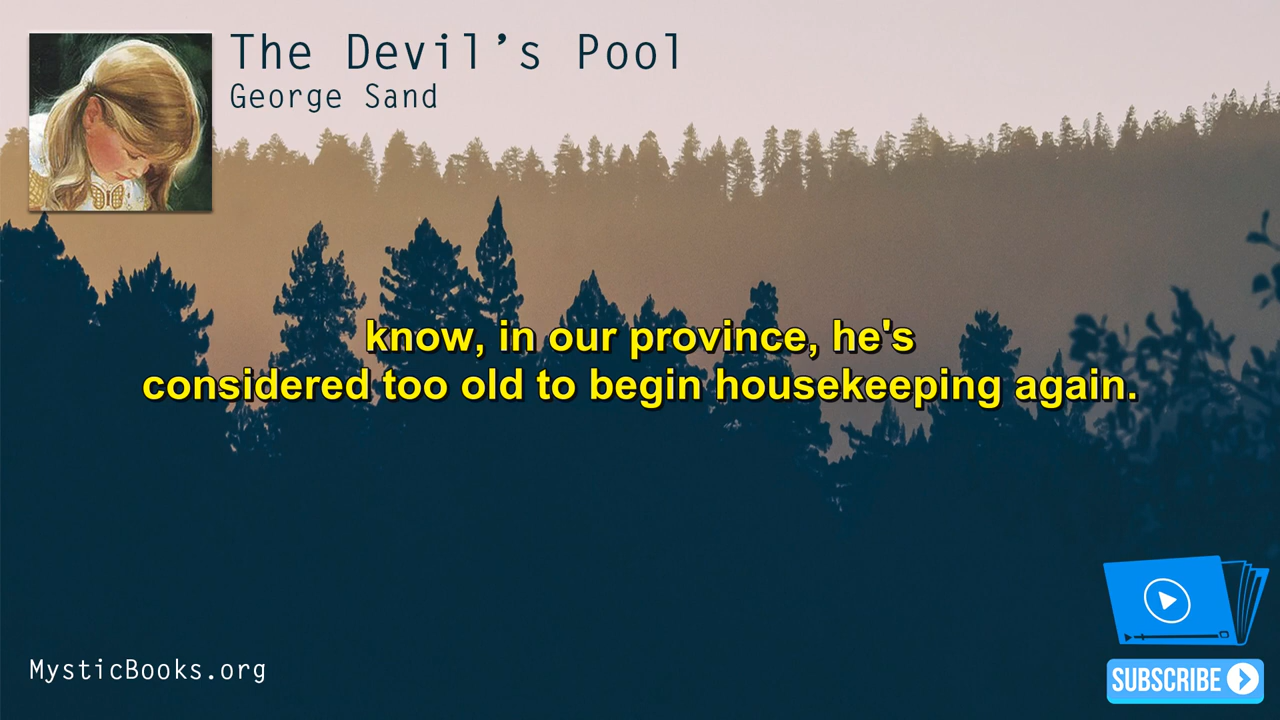 The Devil’s Pool
George Sand
know, in our province, he's
considered too old to begin housekeeping again.
MysticBooks.org
SUBSCRIBE